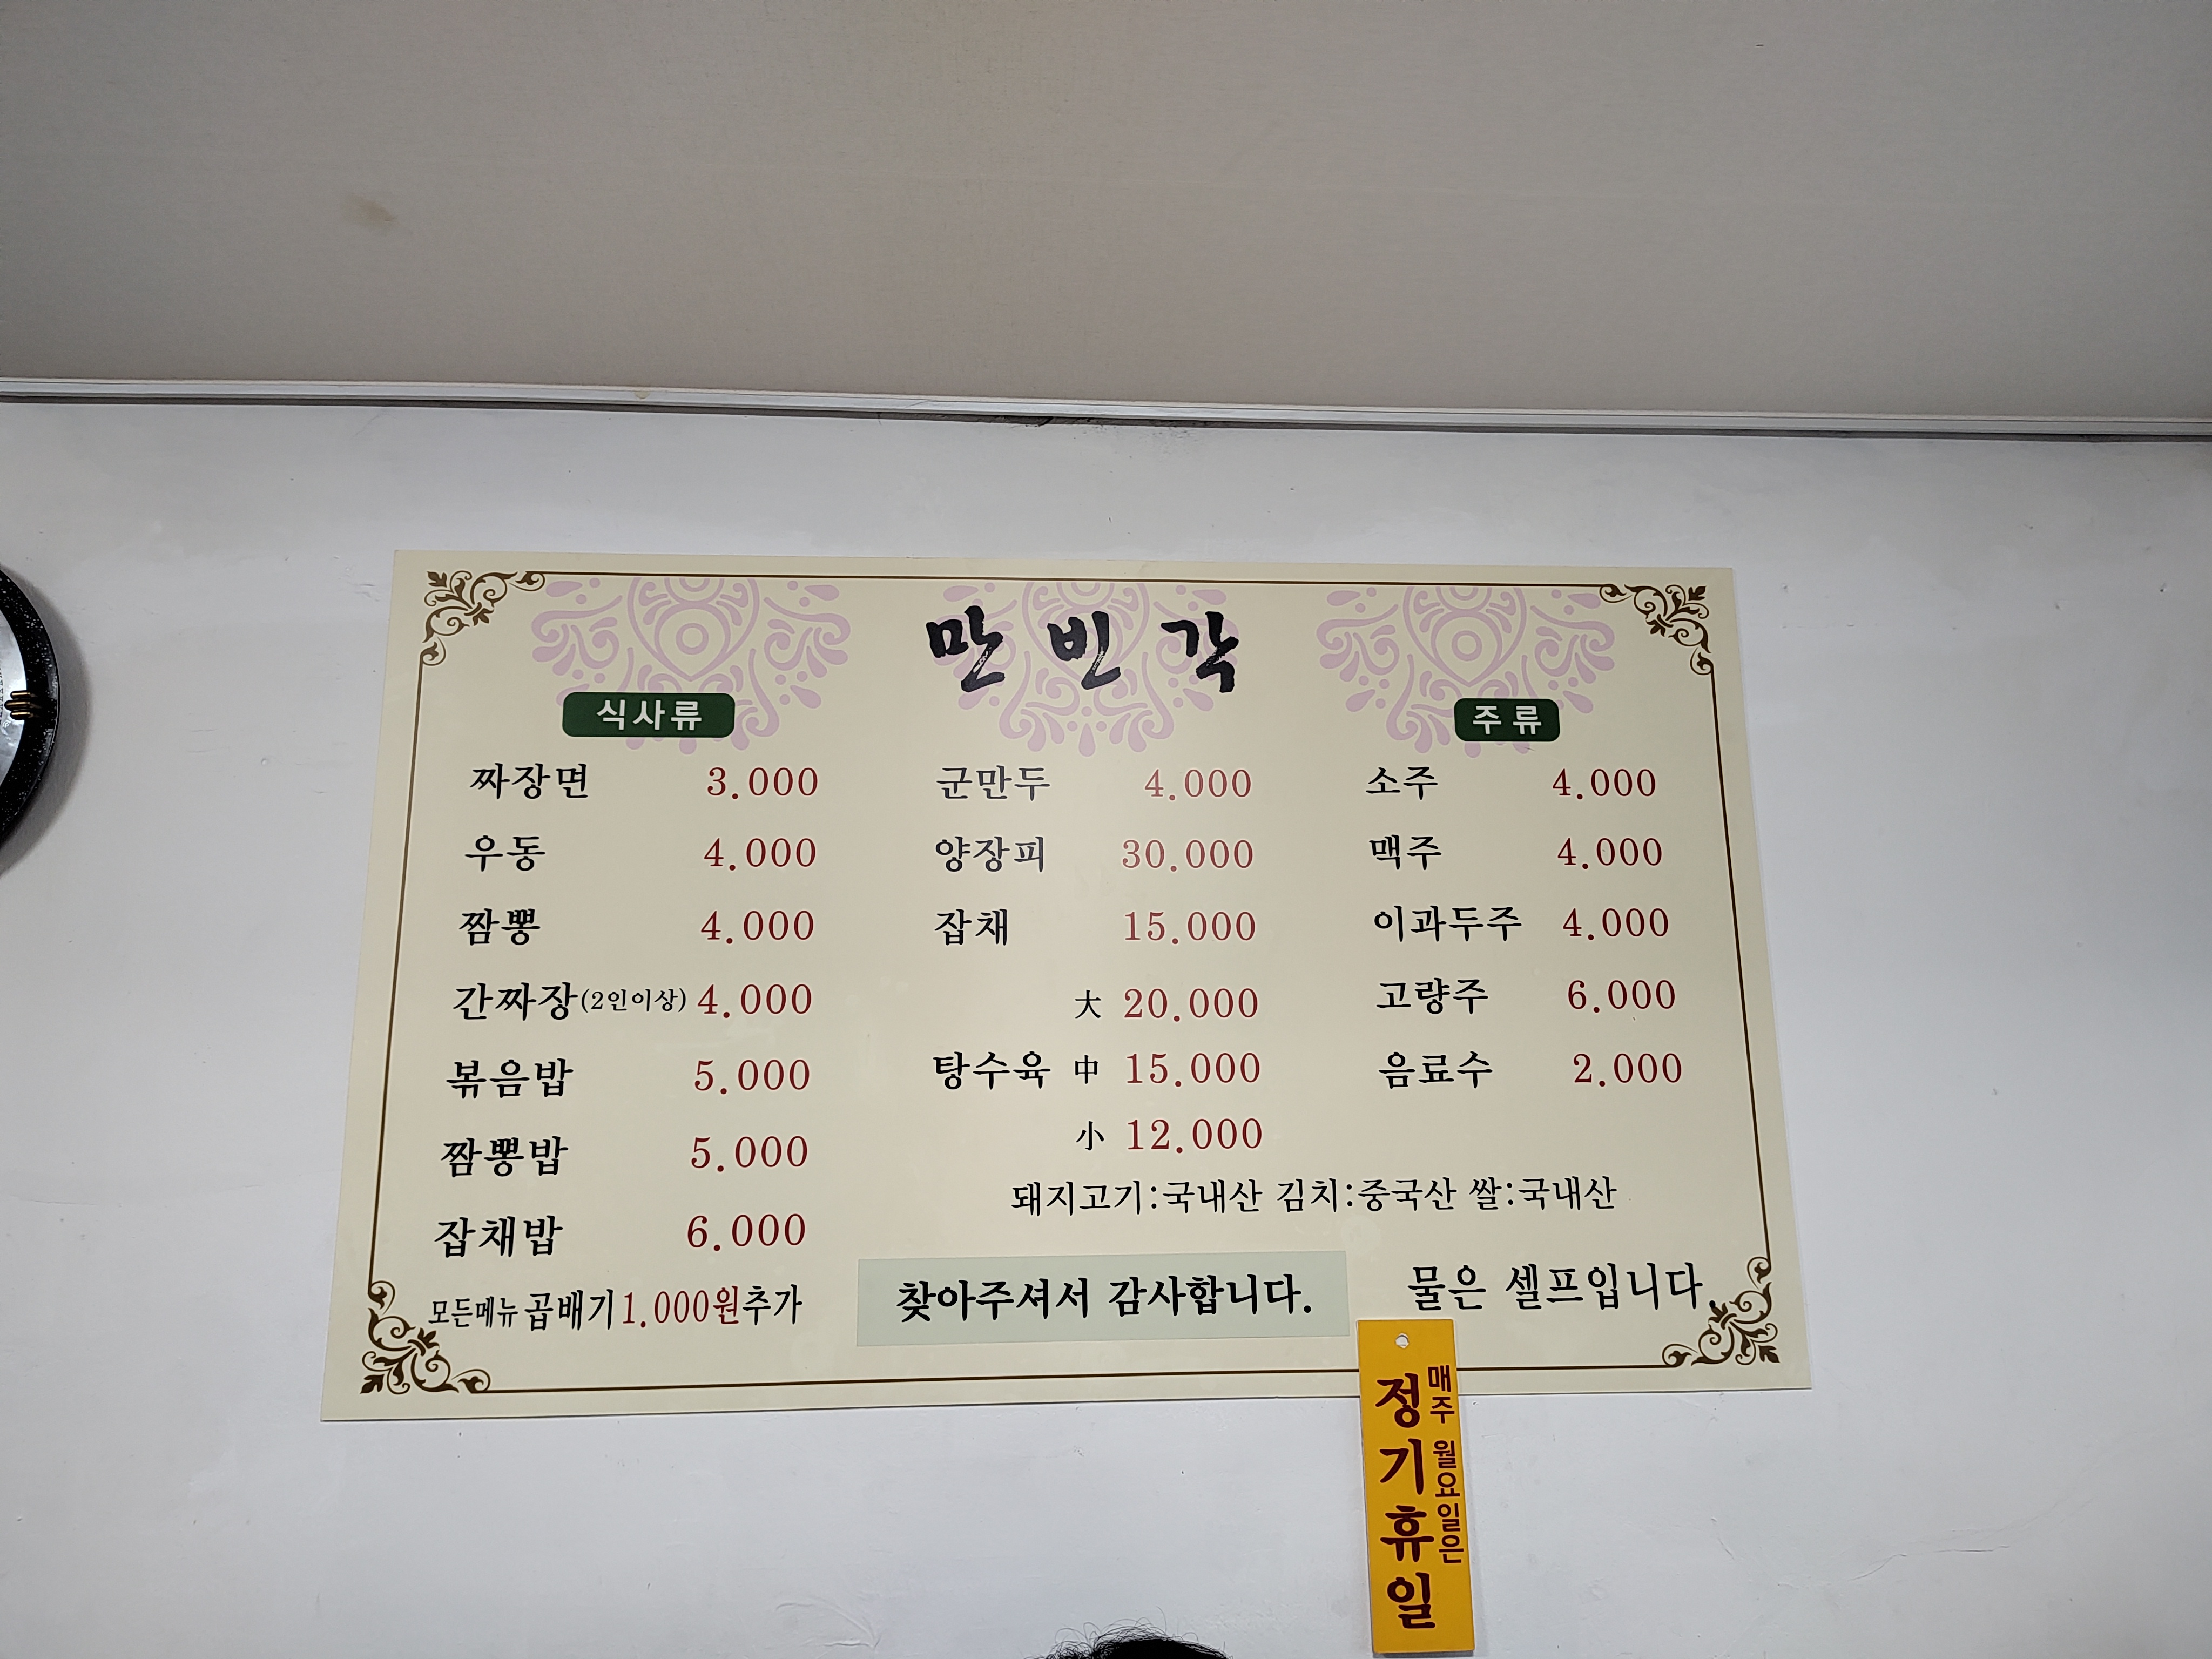 만빈각
식사류
짜장면 3.000
우동 4.000
짬뽕 4.000
간짜장(2인이상) 4.000
볶음밥 5.000
짬뽕밥 5.000
잡채밥 6.000
모든메뉴 곱배기 1.000원추가
군만두 4.000
양장피 30.000
잡채 15.000
大 20.000
탕수육 中 15.000
小 12.000
주류
소주 4.000
맥주 4.000
이과두주 4.000
고량주 6.000
음료수 2.000
돼지고기:국내산 김치:중국산 쌀:국내산
찾아주셔서 감사합니다.
물은 셀프입니다.
매주 월요일은
정기휴일